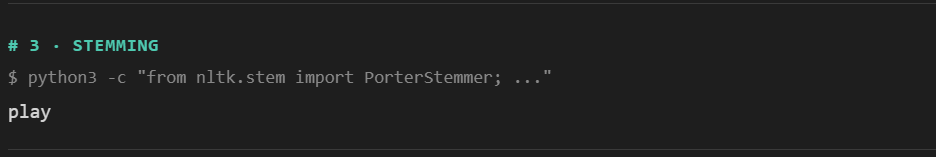 # 3 · STEMMING
$ python3 -c "from nltk.stem import PorterStemmer; ..."
play